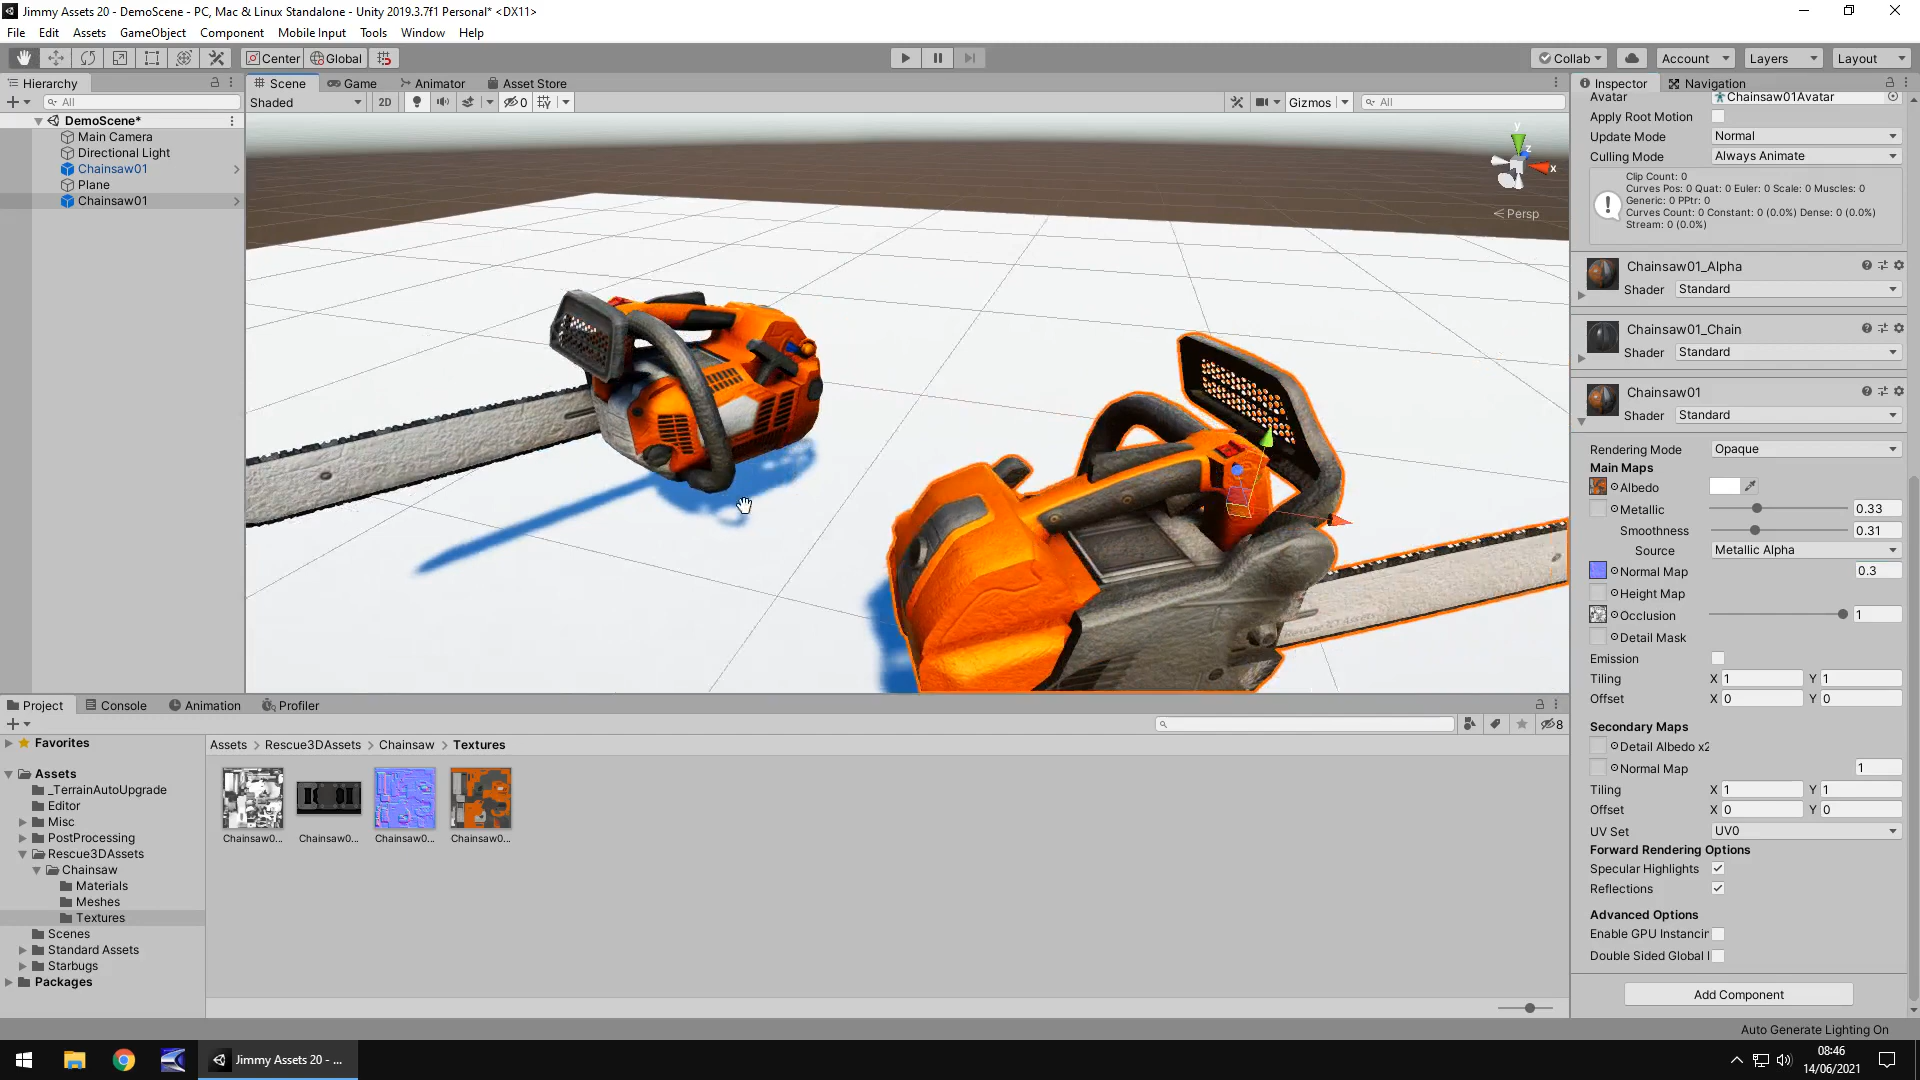 Jimmy Assets 20 - DemoScene - PC, Mac & Linux Standalone - Unity 2019.3.7f1 Personal* <DX11>
File Edit Assets GameObject Component Mobile Input Tools Window Help
Center Global Collab Account Layers Layout
Hierarchy
All
DemoScene*
Main Camera
Directional Light
Chainsaw01
Plane
Chainsaw01
Scene Game Animator Asset Store
Shaded 2D 0 Gizmos All
y
z
x
< Persp
Inspector Navigation
Avatar Chainsaw01Avatar
Apply Root Motion
Update Mode Normal
Culling Mode Always Animate
Clip Count: 0
Curves Pos: 0 Quat: 0 Euler: 0 Scale: 0 Muscles: 0
Generic: 0 PPtr: 0
Curves Count: 0 Constant: 0 (0.0%) Dense: 0 (0.0%)
Stream: 0 (0.0%)
Chainsaw01_Alpha
Shader Standard
Chainsaw01_Chain
Shader Standard
Chainsaw01
Shader Standard
Rendering Mode Opaque
Main Maps
Albedo
Metallic 0.33
Smoothness 0.31
Source Metallic Alpha
Normal Map 0.3
Height Map
Occlusion 1
Detail Mask
Emission
Tiling X 1 Y 1
Offset X 0 Y 0
Secondary Maps
Detail Albedo x2
Normal Map 1
Tiling X 1 Y 1
Offset X 0 Y 0
UV Set UV0
Forward Rendering Options
Specular Highlights
Reflections
Advanced Options
Enable GPU Instancin
Double Sided Global I
Add Component
Project Console Animation Profiler
8
Favorites
Assets
_TerrainAutoUpgrade
Editor
Misc
PostProcessing
Rescue3DAssets
Chainsaw
Materials
Meshes
Textures
Scenes
Standard Assets
Starbugs
Packages
Assets > Rescue3DAssets > Chainsaw > Textures
Chainsaw0... Chainsaw0... Chainsaw0... Chainsaw0...
Auto Generate Lighting On
Jimmy Assets 20 - ...
08:46
14/06/2021